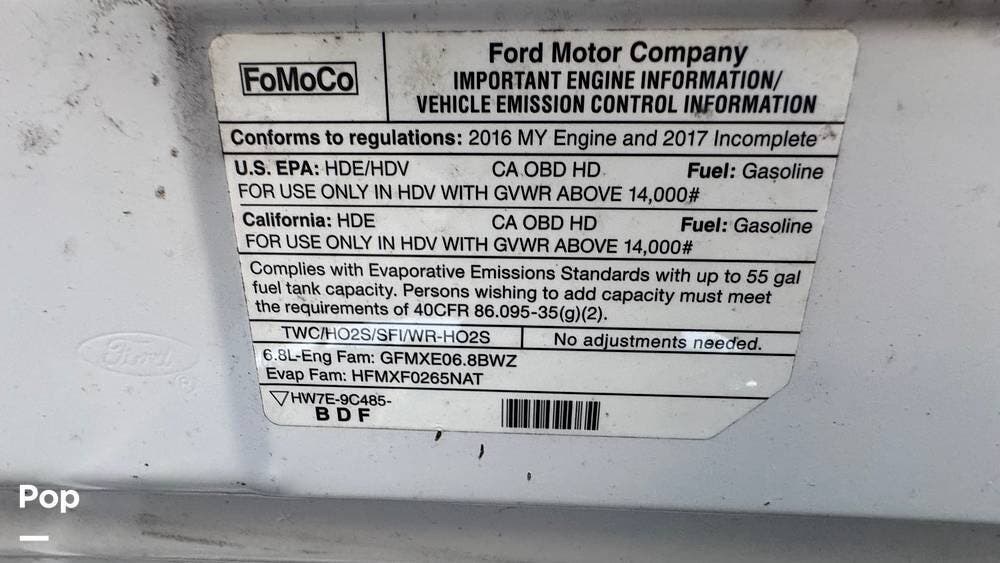 FoMoCo
Ford Motor Company
IMPORTANT ENGINE INFORMATION/
VEHICLE EMISSION CONTROL INFORMATION
Conforms to regulations: 2016 MY Engine and 2017 Incomplete
U.S. EPA: HDE/HDV CA OBD HD Fuel: Gasoline
FOR USE ONLY IN HDV WITH GVWR ABOVE 14,000#
California: HDE CA OBD HD Fuel: Gasoline
FOR USE ONLY IN HDV WITH GVWR ABOVE 14,000#
Complies with Evaporative Emissions Standards with up to 55 gal
fuel tank capacity. Persons wishing to add capacity must meet
the requirements of 40CFR 86.095-35(g)(2).
TWC/HO2S/SFI/WR-HO2S No adjustments needed.
6.8L-Eng Fam: GFMXE06.8BWZ
Evap Fam: HFMXF0265NAT
HW7E-9C485-
B D F
Ford
Pop